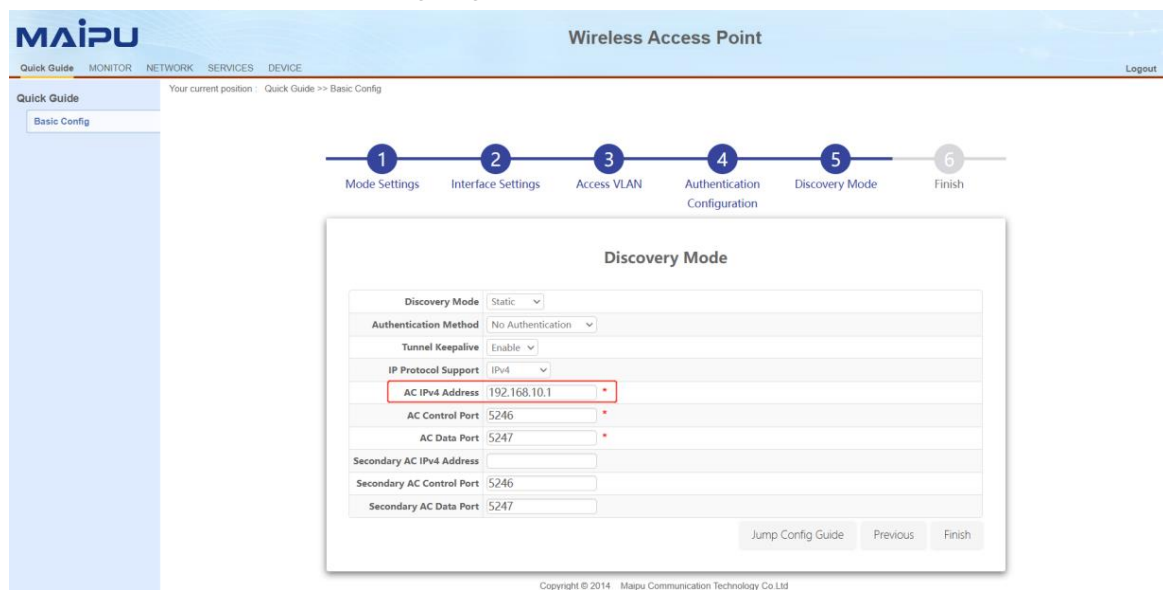 MAIPU
Wireless Access Point
Quick Guide MONITOR NETWORK SERVICES DEVICE
Logout
Quick Guide
Your current position : Quick Guide >> Basic Config
Basic Config
1 2 3 4 5 6
Mode Settings Interface Settings Access VLAN Authentication Configuration Discovery Mode Finish
Discovery Mode
Discovery Mode Static
Authentication Method No Authentication
Tunnel Keepalive Enable
IP Protocol Support IPv4
AC IPv4 Address 192.168.10.1 *
AC Control Port 5246 *
AC Data Port 5247 *
Secondary AC IPv4 Address
Secondary AC Control Port 5246
Secondary AC Data Port 5247
Jump Config Guide Previous Finish
Copyright © 2014 Maipu Communication Technology Co.Ltd